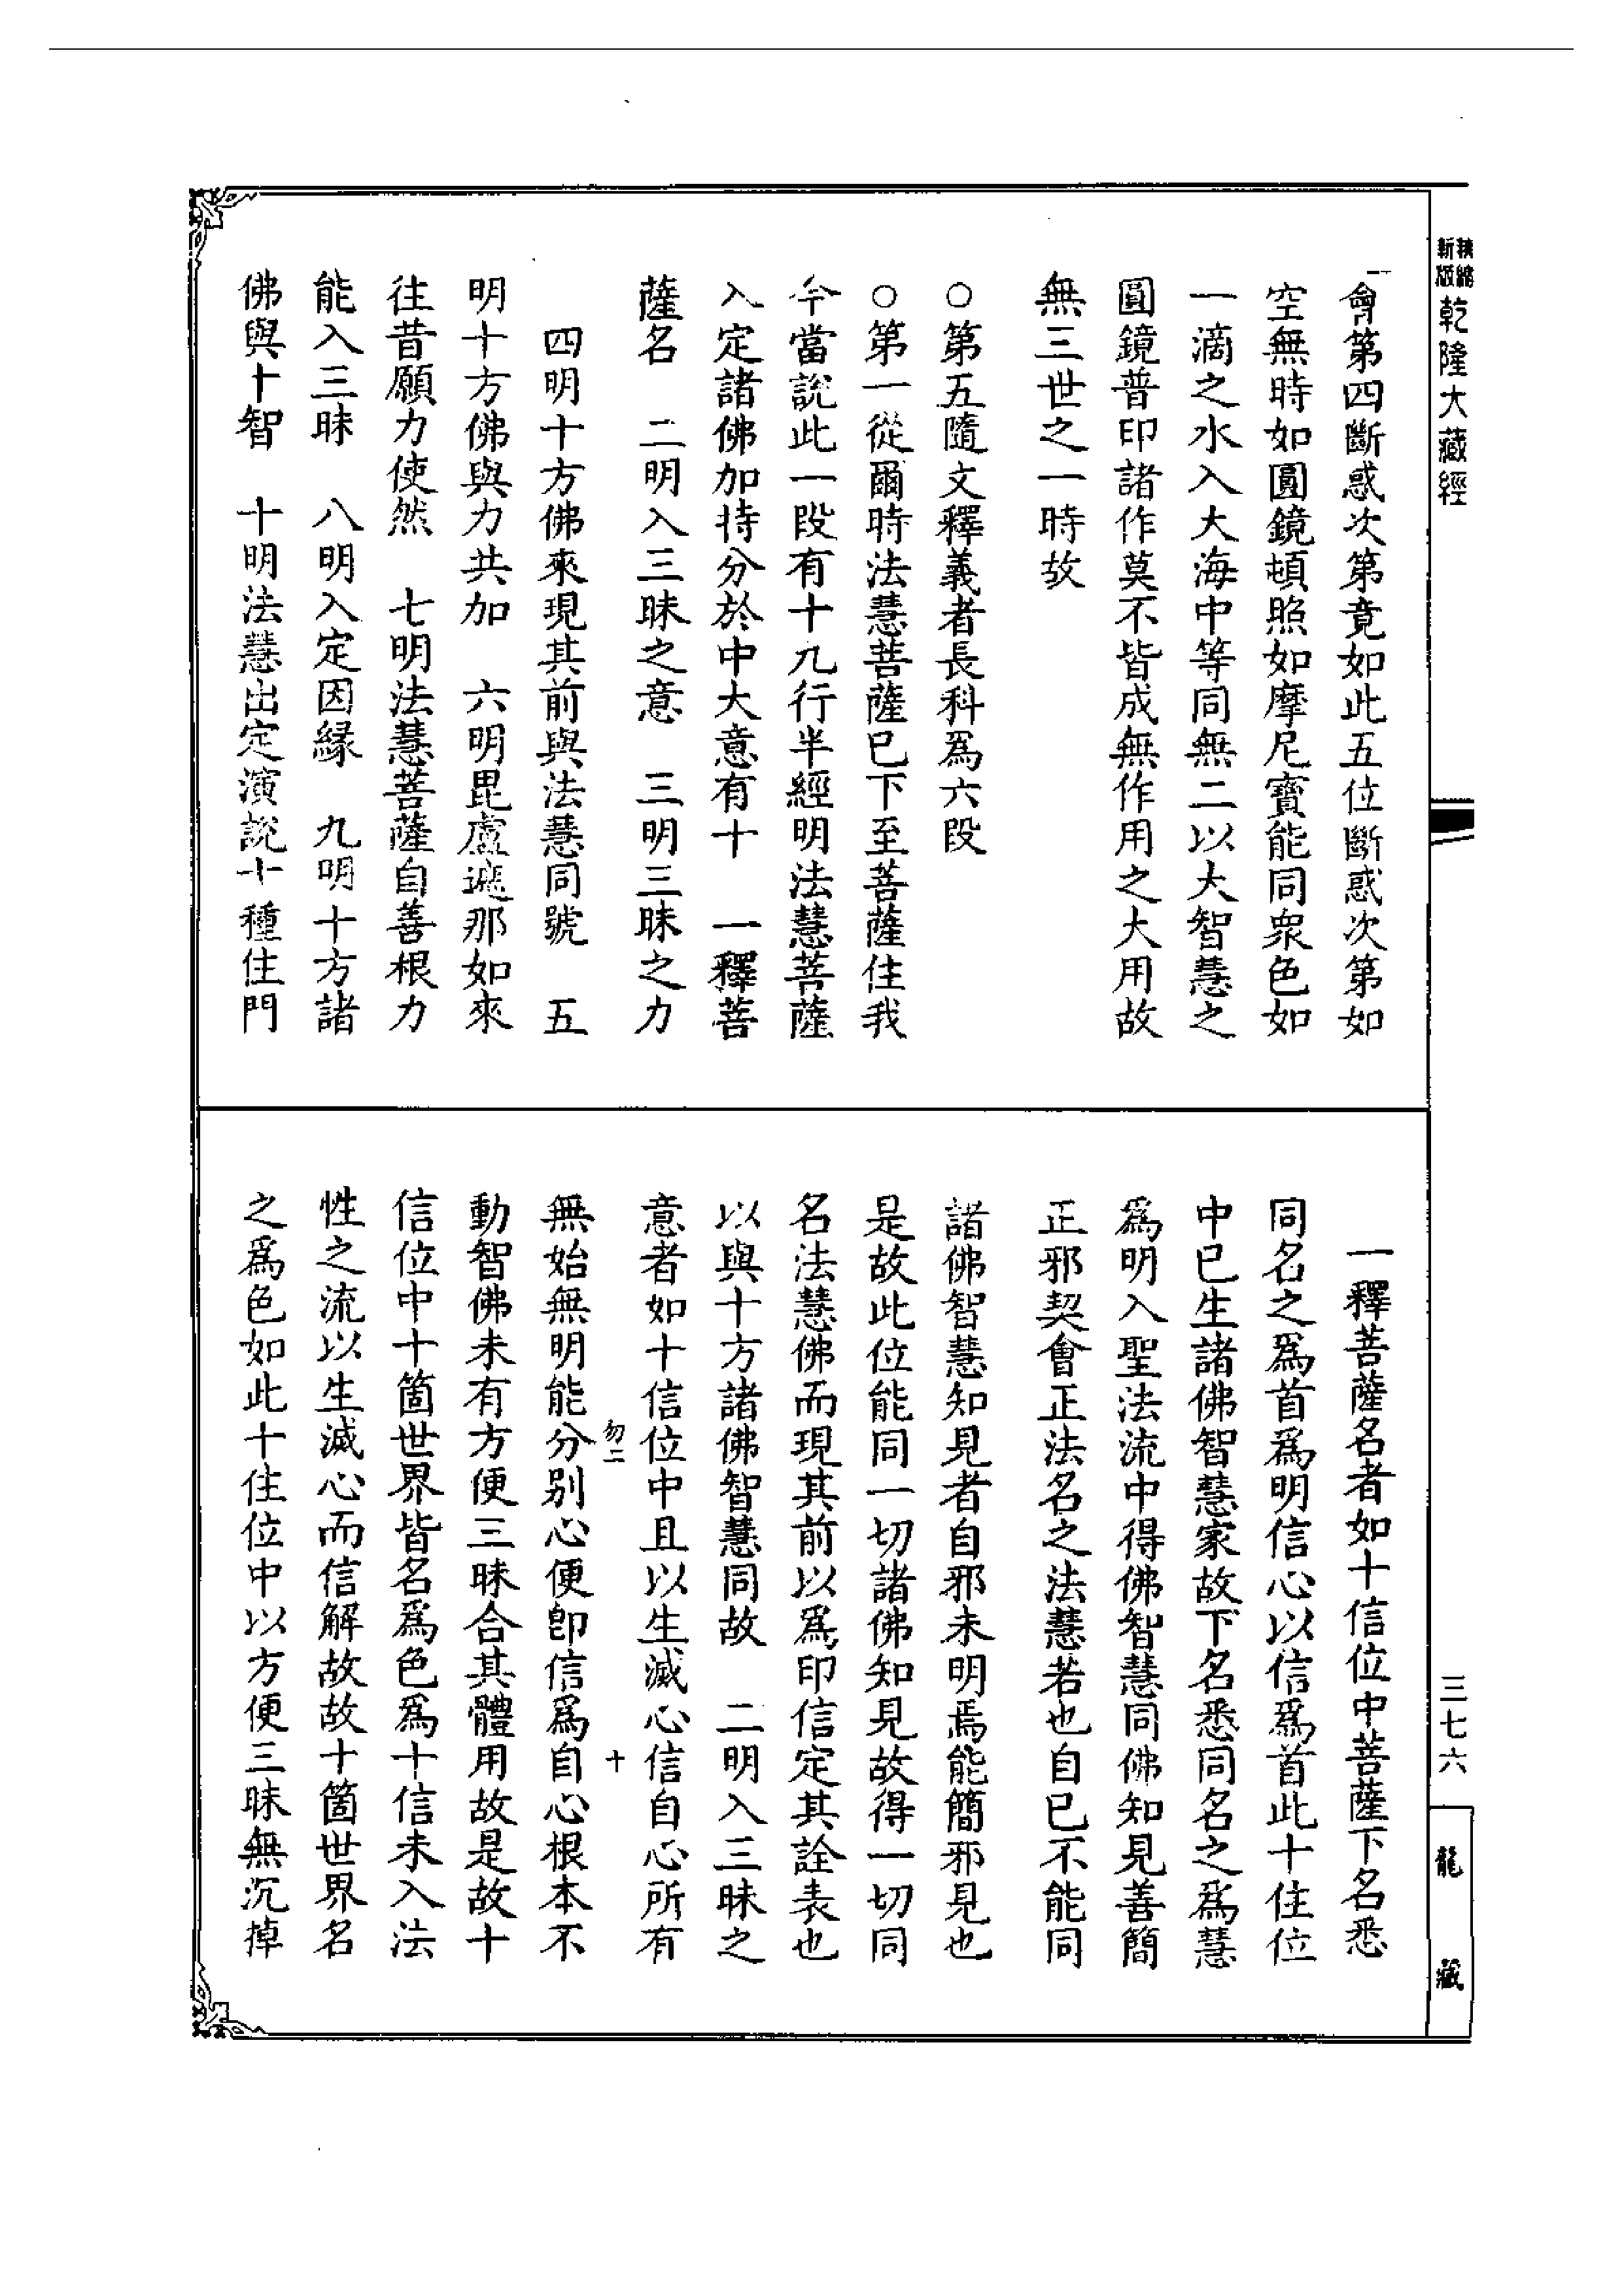 新版
精縮
乾隆大藏經
會第四斷惑次第竟如此五位斷惑次第如
空無時如圓鏡頓照如摩尼寶能同衆色如
一滴之水入大海中等同無二以大智慧之
圓鏡普印諸作莫不皆成無作用之大用故
無三世之一時故
○第五隨文釋義者長科爲六段
○第一從爾時法慧菩薩已下至菩薩住我
今當說此一段有十九行半經明法慧菩薩
入定諸佛加持分於中大意有十　一釋菩
薩名　二明入三昧之意　三明三昧之力
四明十方佛來現其前與法慧同號　五
明十方佛與力共加　六明毘盧遮那如來
往昔願力使然　七明法慧菩薩自善根力
能入三昧　八明入定因緣　九明十方諸
佛與十智　十明法慧出定演說十種住門
一釋菩薩名者如十信位中菩薩下名悉
同名之爲首爲明信心以信爲首此十住位
中已生諸佛智慧家故下名悉同名之爲慧
爲明入聖法流中得佛智慧同佛知見善簡
正邪契會正法名之法慧若也自已不能同
諸佛智慧知見者自邪未明焉能簡邪見也
是故此位能同一切諸佛知見故得一切同
名法慧佛而現其前以爲印信定其詮表也
以與十方諸佛智慧同故　二明入三昧之
意者如十信位中且以生滅心信自心所有
勿二　十
無始無明能分别心便卽信爲自心根本不
動智佛未有方便三昧合其體用故是故十
信位中十箇世界皆名爲色爲十信未入法
性之流以生滅心而信解故故十箇世界名
之爲色如此十住位中以方便三昧無沉掉
三七六
龍藏